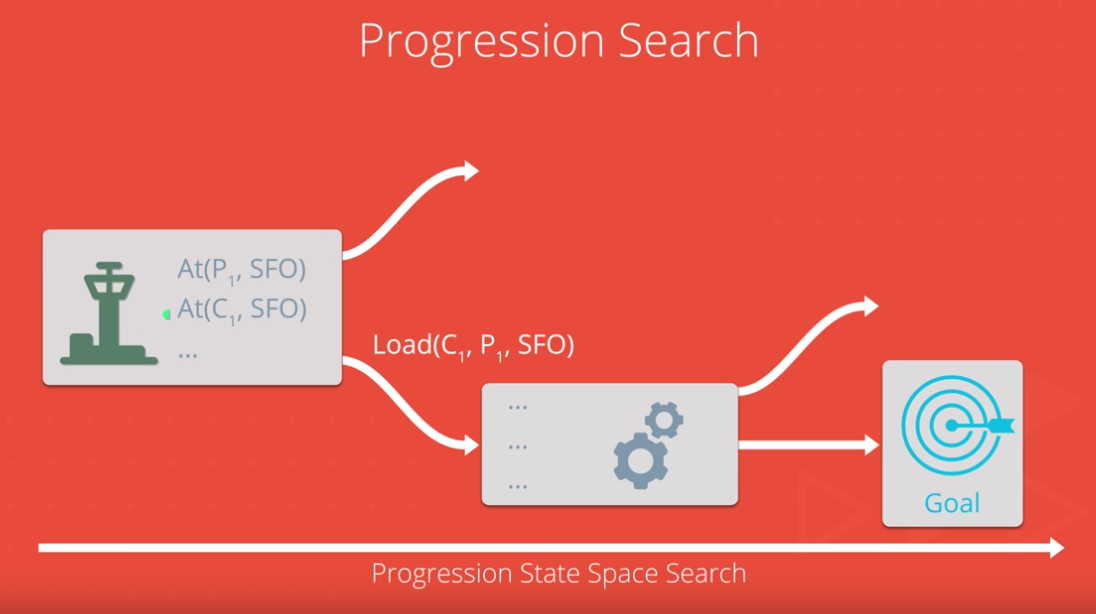 Progression Search
At(P₁, SFO)
At(C₁, SFO)
...
Load(C₁, P₁, SFO)
...
...
...
Goal
Progression State Space Search